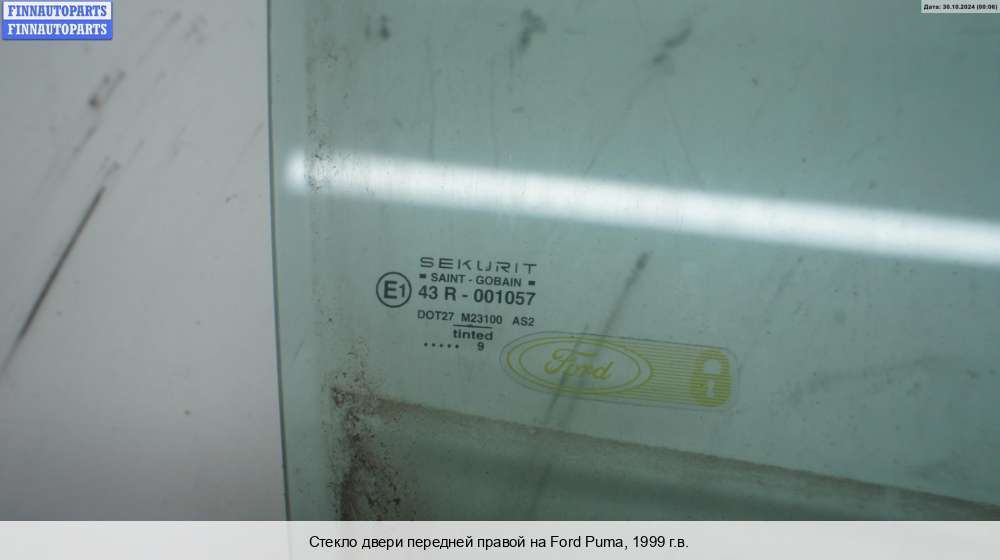 FINNAUTOPARTS
FINNAUTOPARTS
Дата: 30.10.2024 (00:06)
SEKURIT
SAINT - GOBAIN
E1 43 R - 001057
DOT27 M23100 AS2
tinted
..... 9
Ford
Стекло двери передней правой на Ford Puma, 1999 г.в.